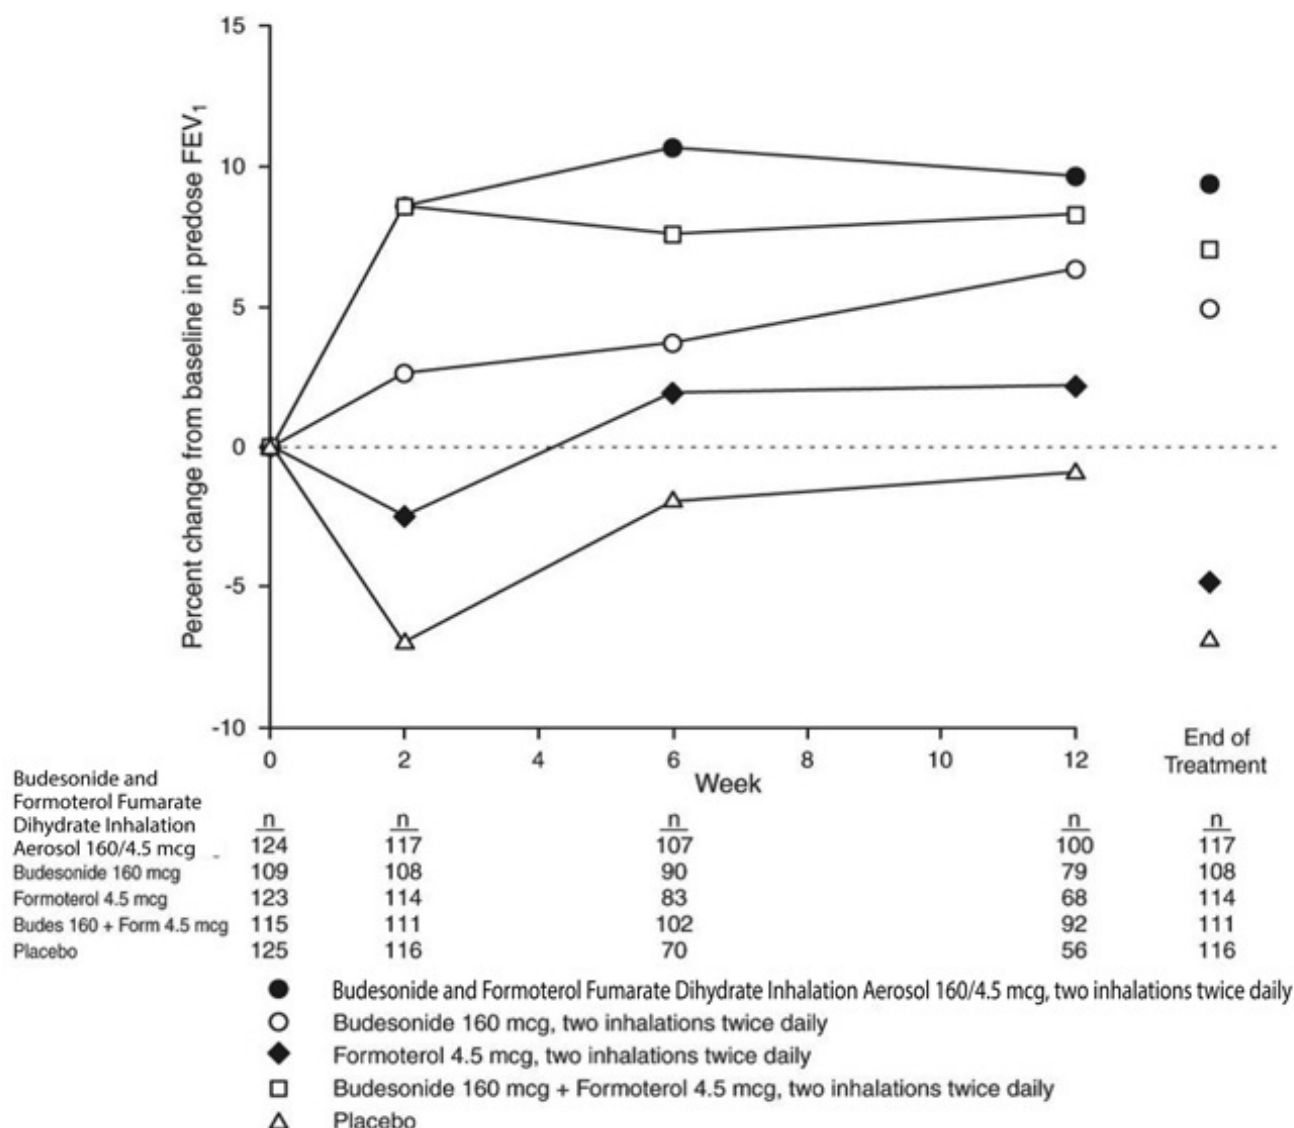 15
10
5
0
-5
-10
Percent change from baseline in predose FEV1
0 2 4 6 8 10 12
Week
End of
Treatment
Budesonide and
Formoterol Fumarate
Dihydrate Inhalation n n n n n
Aerosol 160/4.5 mcg - 124 117 107 100 117
Budesonide 160 mcg 109 108 90 79 108
Formoterol 4.5 mcg 123 114 83 68 114
Budes 160 + Form 4.5 mcg 115 111 102 92 111
Placebo 125 116 70 56 116
Budesonide and Formoterol Fumarate Dihydrate Inhalation Aerosol 160/4.5 mcg, two inhalations twice daily
Budesonide 160 mcg, two inhalations twice daily
Formoterol 4.5 mcg, two inhalations twice daily
Budesonide 160 mcg + Formoterol 4.5 mcg, two inhalations twice daily
Placebo